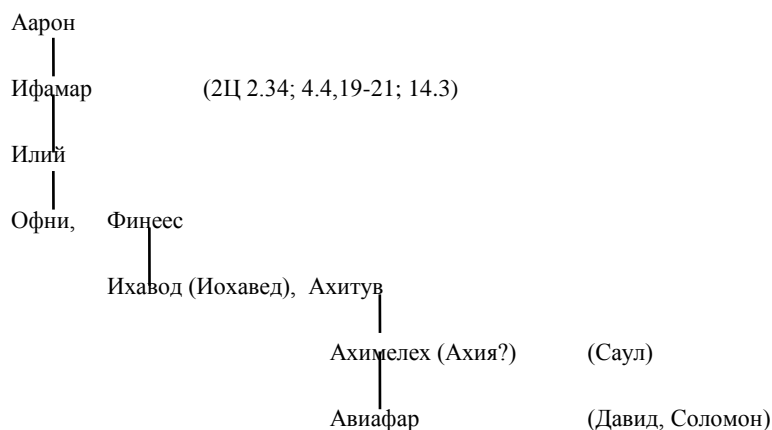 Аарон
Ифамар (2Ц 2.34; 4.4,19-21; 14.3)
Илий
Офни, Финеес
Ихавод (Иохавед), Ахитув
Ахимелех (Ахия?) (Саул)
Авиафар (Давид, Соломон)